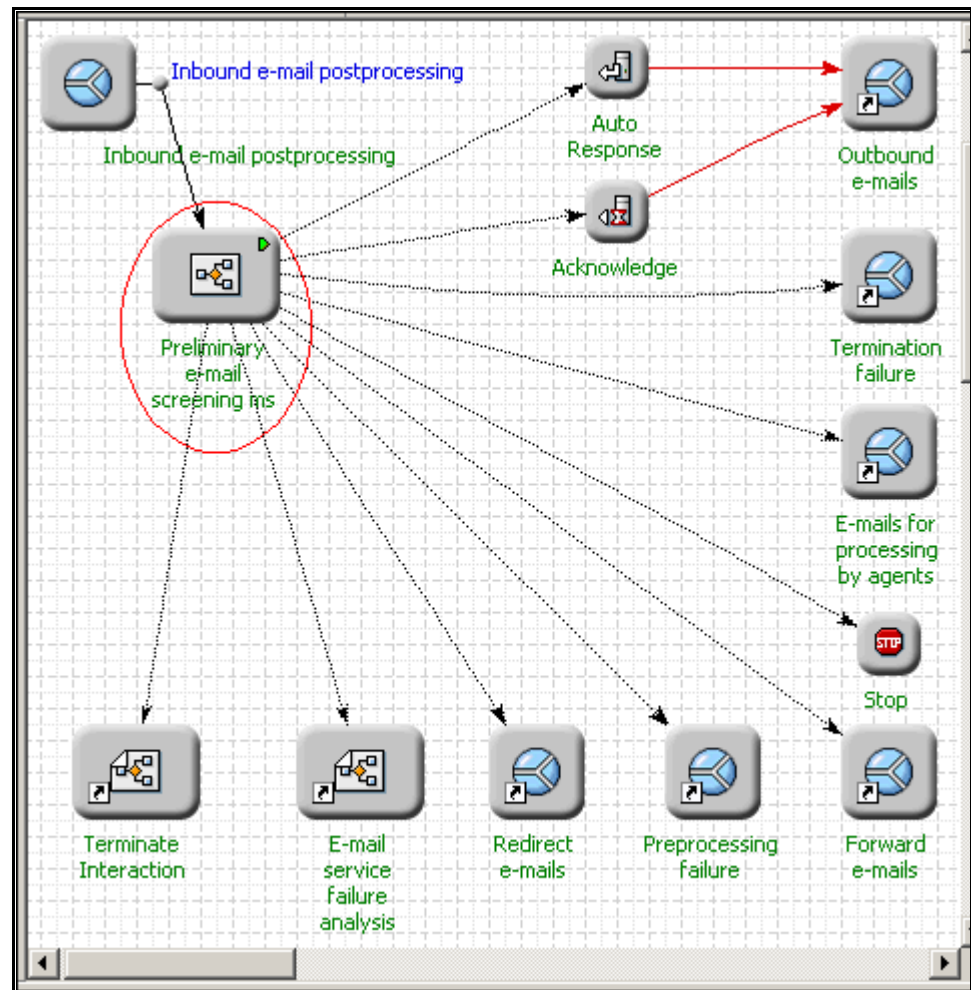 Inbound e-mail postprocessing
Inbound e-mail postprocessing
Auto
Response
Outbound
e-mails
Acknowledge
Preliminary
e-mail
screening ms
Termination
failure
E-mails for
processing
by agents
STOP
Stop
Terminate
Interaction
E-mail
service
failure
analysis
Redirect
e-mails
Preprocessing
failure
Forward
e-mails